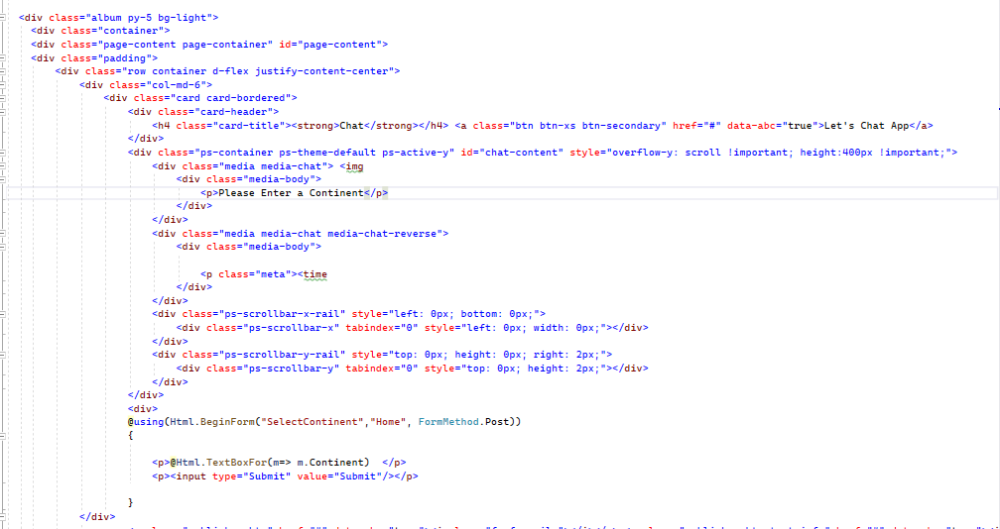 <div class="album py-5 bg-light">
<div class="container">
<div class="page-content page-container" id="page-content">
<div class="padding">
<div class="row container d-flex justify-content-center">
<div class="col-md-6">
<div class="card card-bordered">
<div class="card-header">
<h4 class="card-title"><strong>Chat</strong></h4> <a class="btn btn-xs btn-secondary" href="#" data-abc="true">Let's Chat App</a>
</div>
<div class="ps-container ps-theme-default ps-active-y" id="chat-content" style="overflow-y: scroll !important; height:400px !important;">
<div class="media media-chat"> <img
<div class="media-body">
<p>Please Enter a Continent</p>
</div>
</div>
<div class="media media-chat media-chat-reverse">
<div class="media-body">
<p class="meta"><time
</div>
</div>
<div class="ps-scrollbar-x-rail" style="left: 0px; bottom: 0px;">
<div class="ps-scrollbar-x" tabindex="0" style="left: 0px; width: 0px;"></div>
</div>
<div class="ps-scrollbar-y-rail" style="top: 0px; height: 0px; right: 2px;">
<div class="ps-scrollbar-y" tabindex="0" style="top: 0px; height: 2px;"></div>
</div>
</div>
<div>
@using(Html.BeginForm("SelectContinent","Home", FormMethod.Post))
{
<p>@Html.TextBoxFor(m=> m.Continent)  </p>
<p><input type="Submit" value="Submit"/></p>
}
</div>